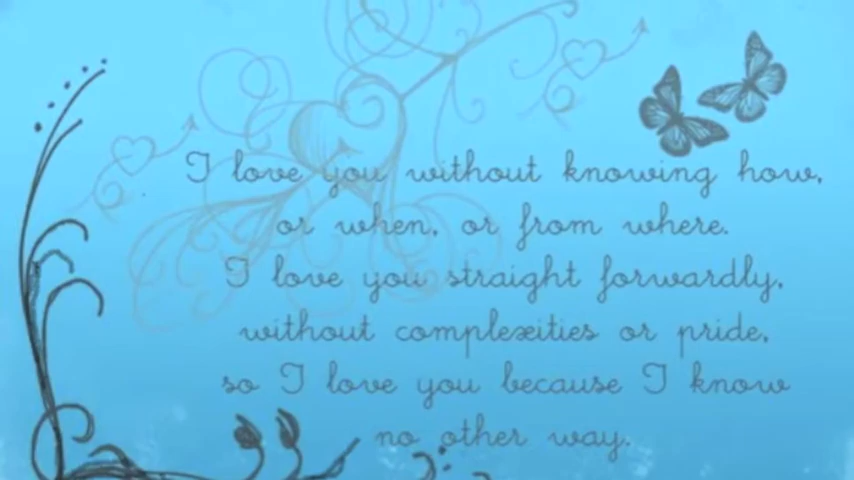 I love you without knowing how,
or when, or from where.
I love you straight forwardly,
without complexities or pride,
so I love you because I know
no other way.